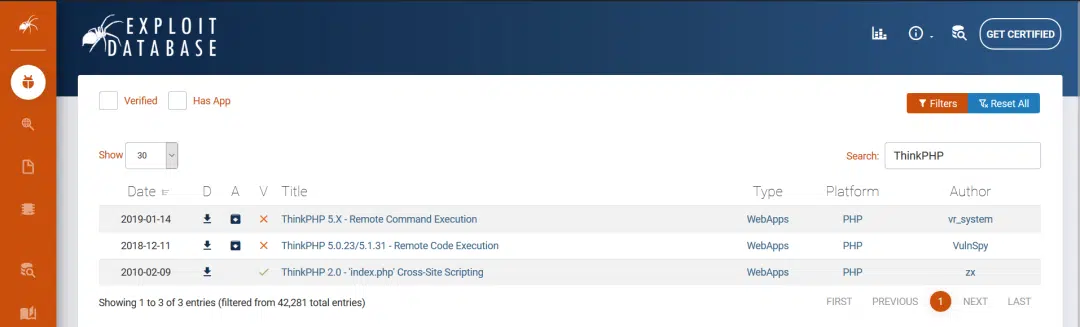 EXPLOIT
DATABASE
GET CERTIFIED
Verified Has App
Filters Reset All
Show 30 Search: ThinkPHP
Date D A V Title Type Platform Author
2019-01-14 ThinkPHP 5.X - Remote Command Execution WebApps PHP vr_system
2018-12-11 ThinkPHP 5.0.23/5.1.31 - Remote Code Execution WebApps PHP VulnSpy
2010-02-09 ThinkPHP 2.0 - 'index.php' Cross-Site Scripting WebApps PHP zx
Showing 1 to 3 of 3 entries (filtered from 42,281 total entries) FIRST PREVIOUS 1 NEXT LAST